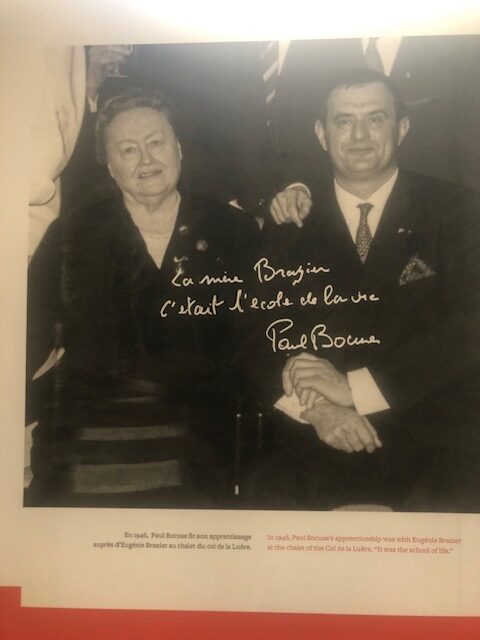 La mère Brazier
C'était l'école de la vie
Paul Bocuse
En 1946, Paul Bocuse fit son apprentissage
auprès d'Eugénie Brazier au chalet du col de la Luère.
In 1946, Paul Bocuse's apprenticeship was with Eugénie Brazier
at the chalet of the Col de la Luère. "It was the school of life."